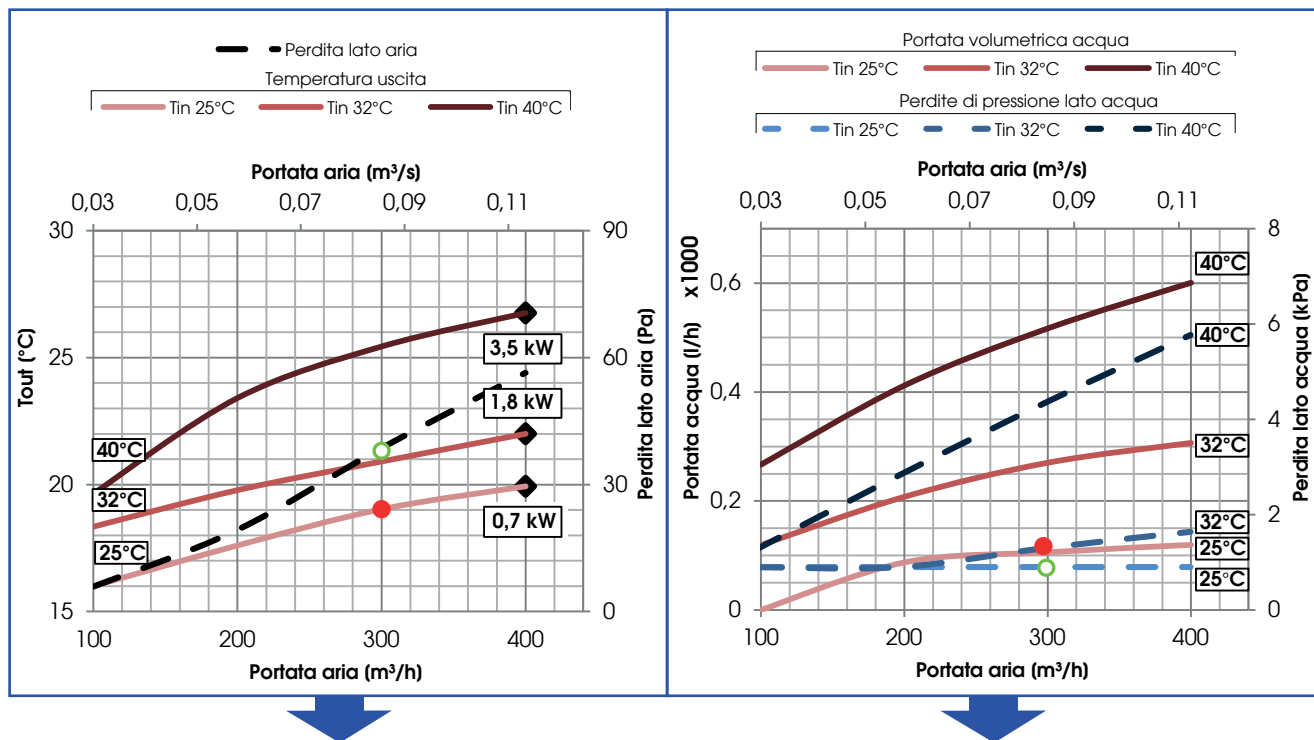 Perdita lato aria
Temperatura uscita
Tin 25°C Tin 32°C Tin 40°C
Portata aria (m³/s)
0,03 0,05 0,07 0,09 0,11
30 90
25 60
20 30
15 0
Tout (°C)
Perdita lato aria (Pa)
40°C
32°C
25°C
3,5 kW
1,8 kW
0,7 kW
100 200 300 400
Portata aria (m³/h)
Portata volumetrica acqua
Tin 25°C Tin 32°C Tin 40°C
Perdite di pressione lato acqua
Tin 25°C Tin 32°C Tin 40°C
Portata aria (m³/s)
0,03 0,05 0,07 0,09 0,11
x1000
Portata acqua (l/h)
0,6
0,4
0,2
0
8
6
4
2
0
Perdita lato acqua (kPa)
40°C
40°C
32°C
32°C
25°C
25°C
100 200 300 400
Portata aria (m³/h)